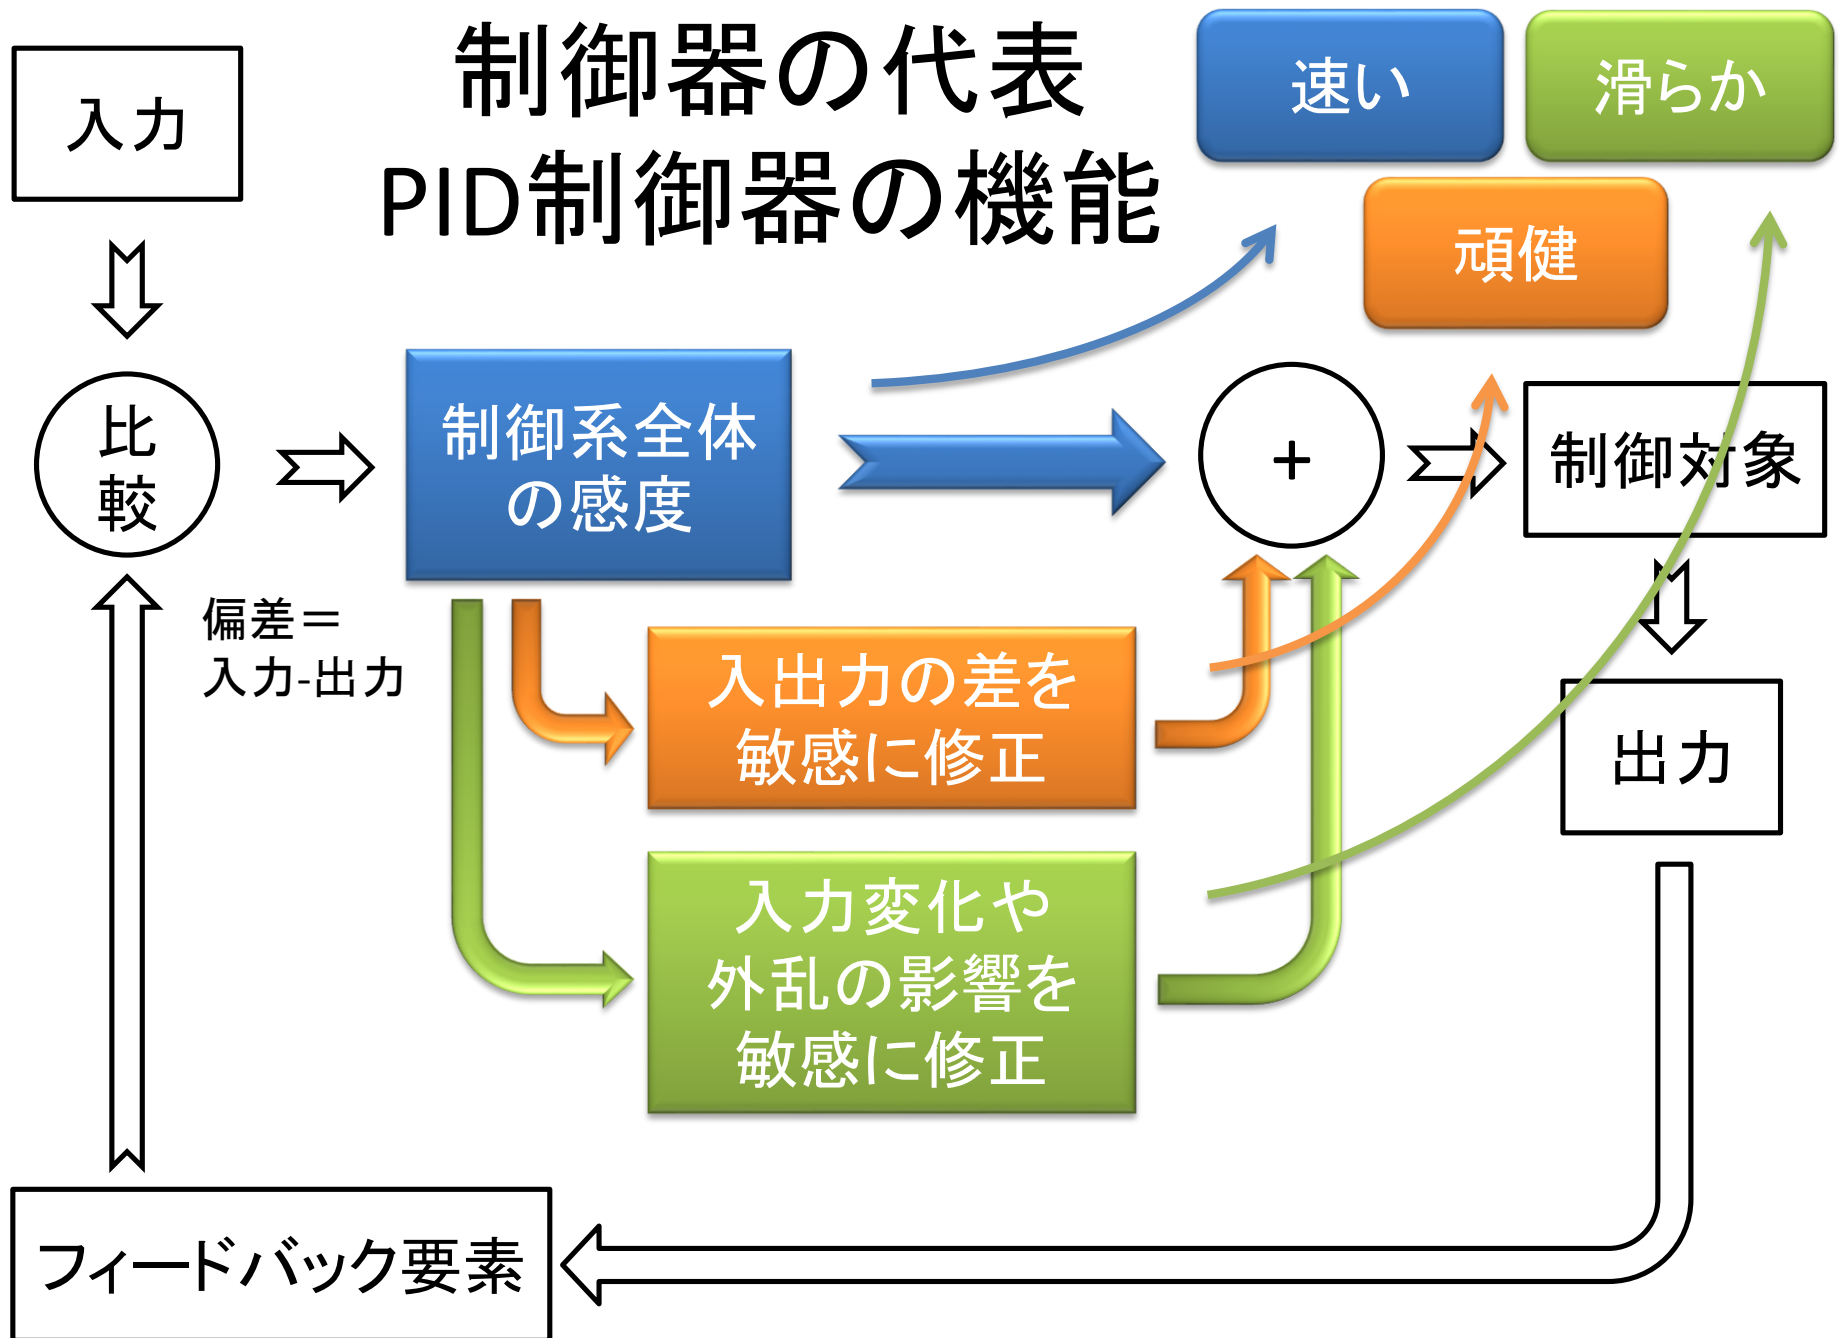 制御器の代表
PID制御器の機能
速い
滑らか
頑健
入力
比
較
偏差＝
入力-出力
制御系全体
の感度
+
制御対象
入出力の差を
敏感に修正
出力
入力変化や
外乱の影響を
敏感に修正
フィードバック要素